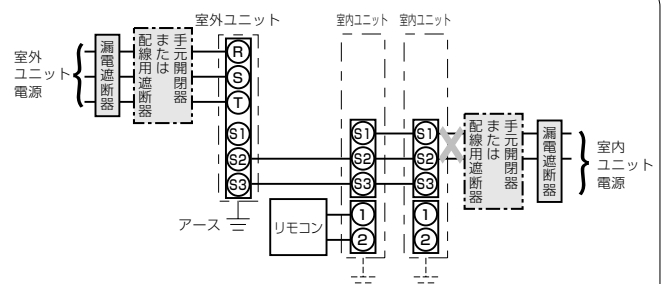 室外ユニット
室内ユニット
室内ユニット
室外
ユニット
電源
漏電遮断器
手元開閉器
または
配線用遮断器
R
S
T
S1
S2
S3
S1
S2
S3
1
2
S1
S2
S3
1
2
手元開閉器
または
配線用遮断器
漏電遮断器
室内
ユニット
電源
アース
リモコン